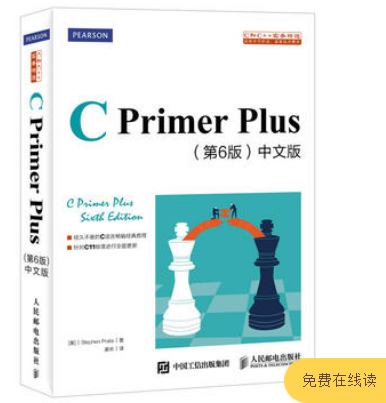 PEARSON
C Primer Plus
（第6版）中文版
C Primer Plus
Sixth Edition
经久不衰的C语言畅销经典教程
针对C11标准进行全面更新
[美] Stephen Prata 著
姜佑 译
中国工信出版集团
人民邮电出版社
POSTS & TELECOM
PEARSON
C Primer Plus
（第6版）
中文版
人民邮电出版社
免费在线读